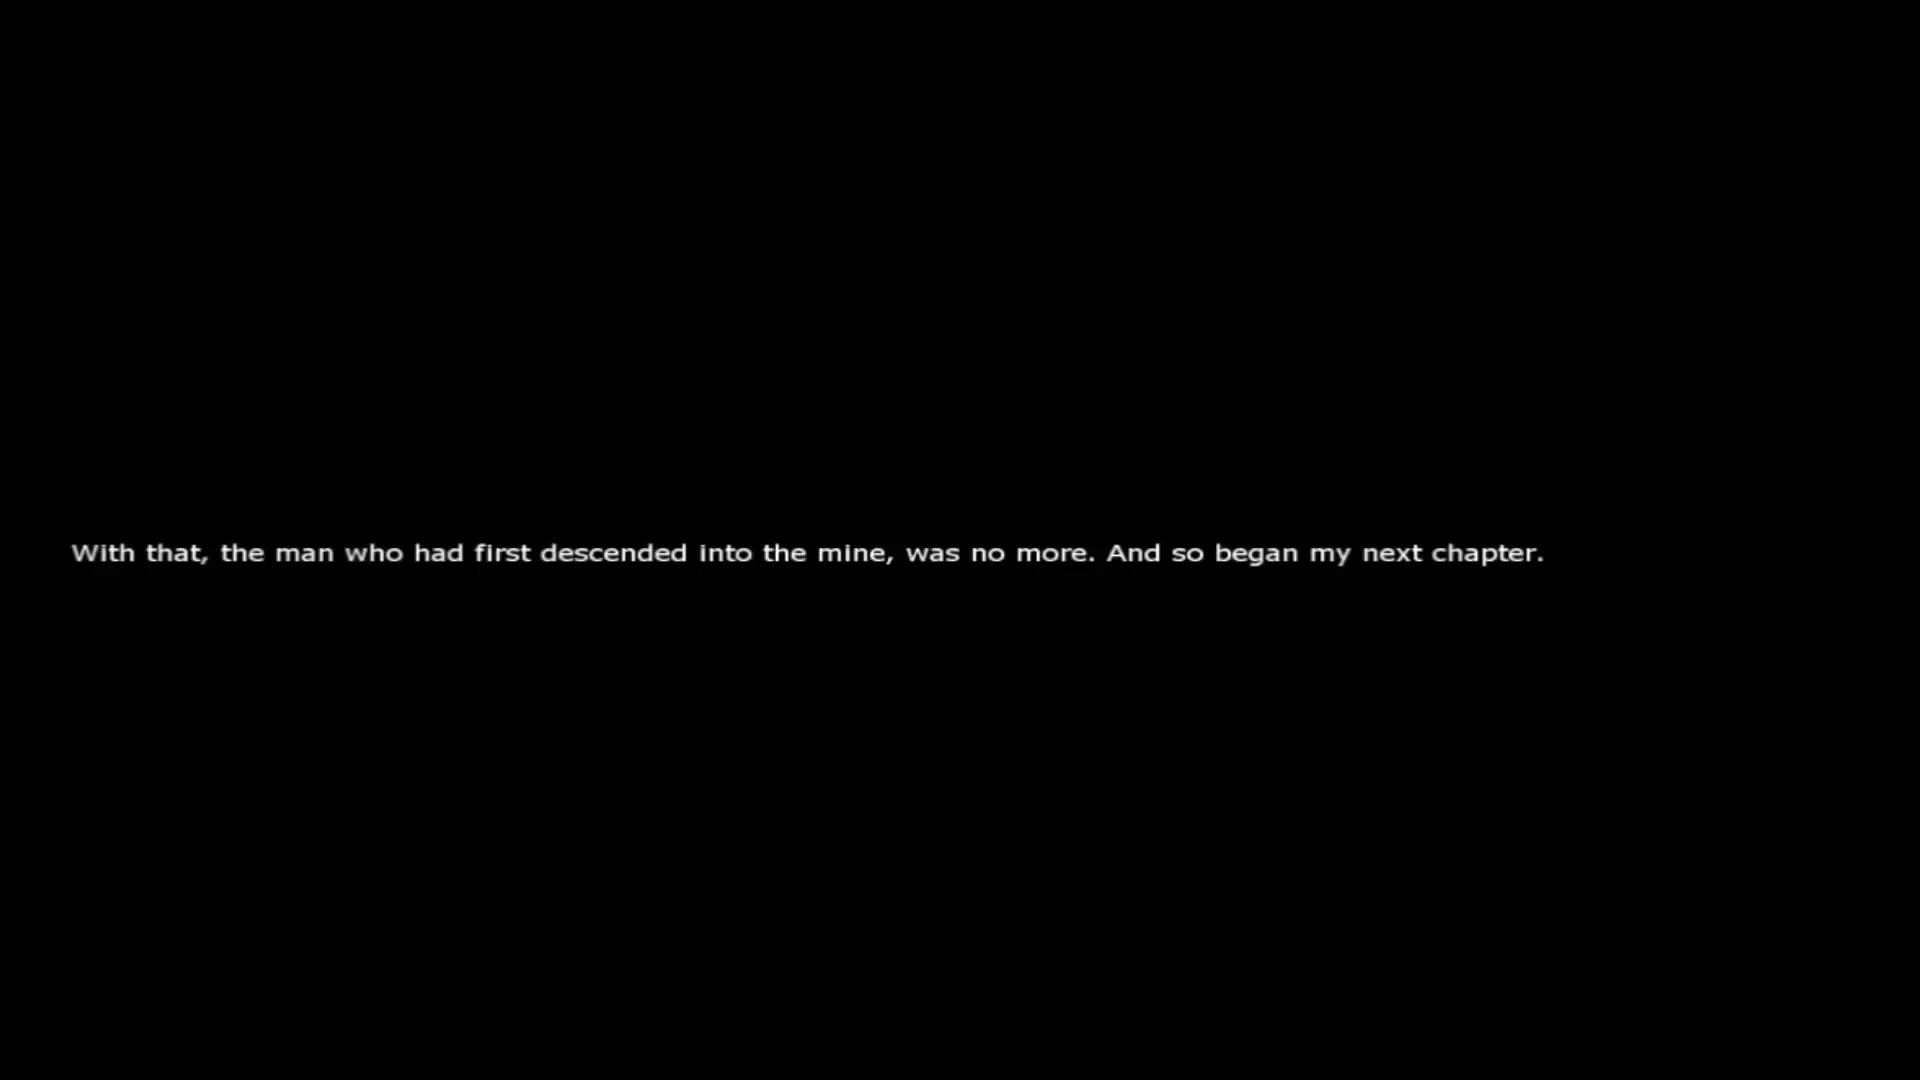 With that, the man who had first descended into the mine, was no more. And so began my next chapter.